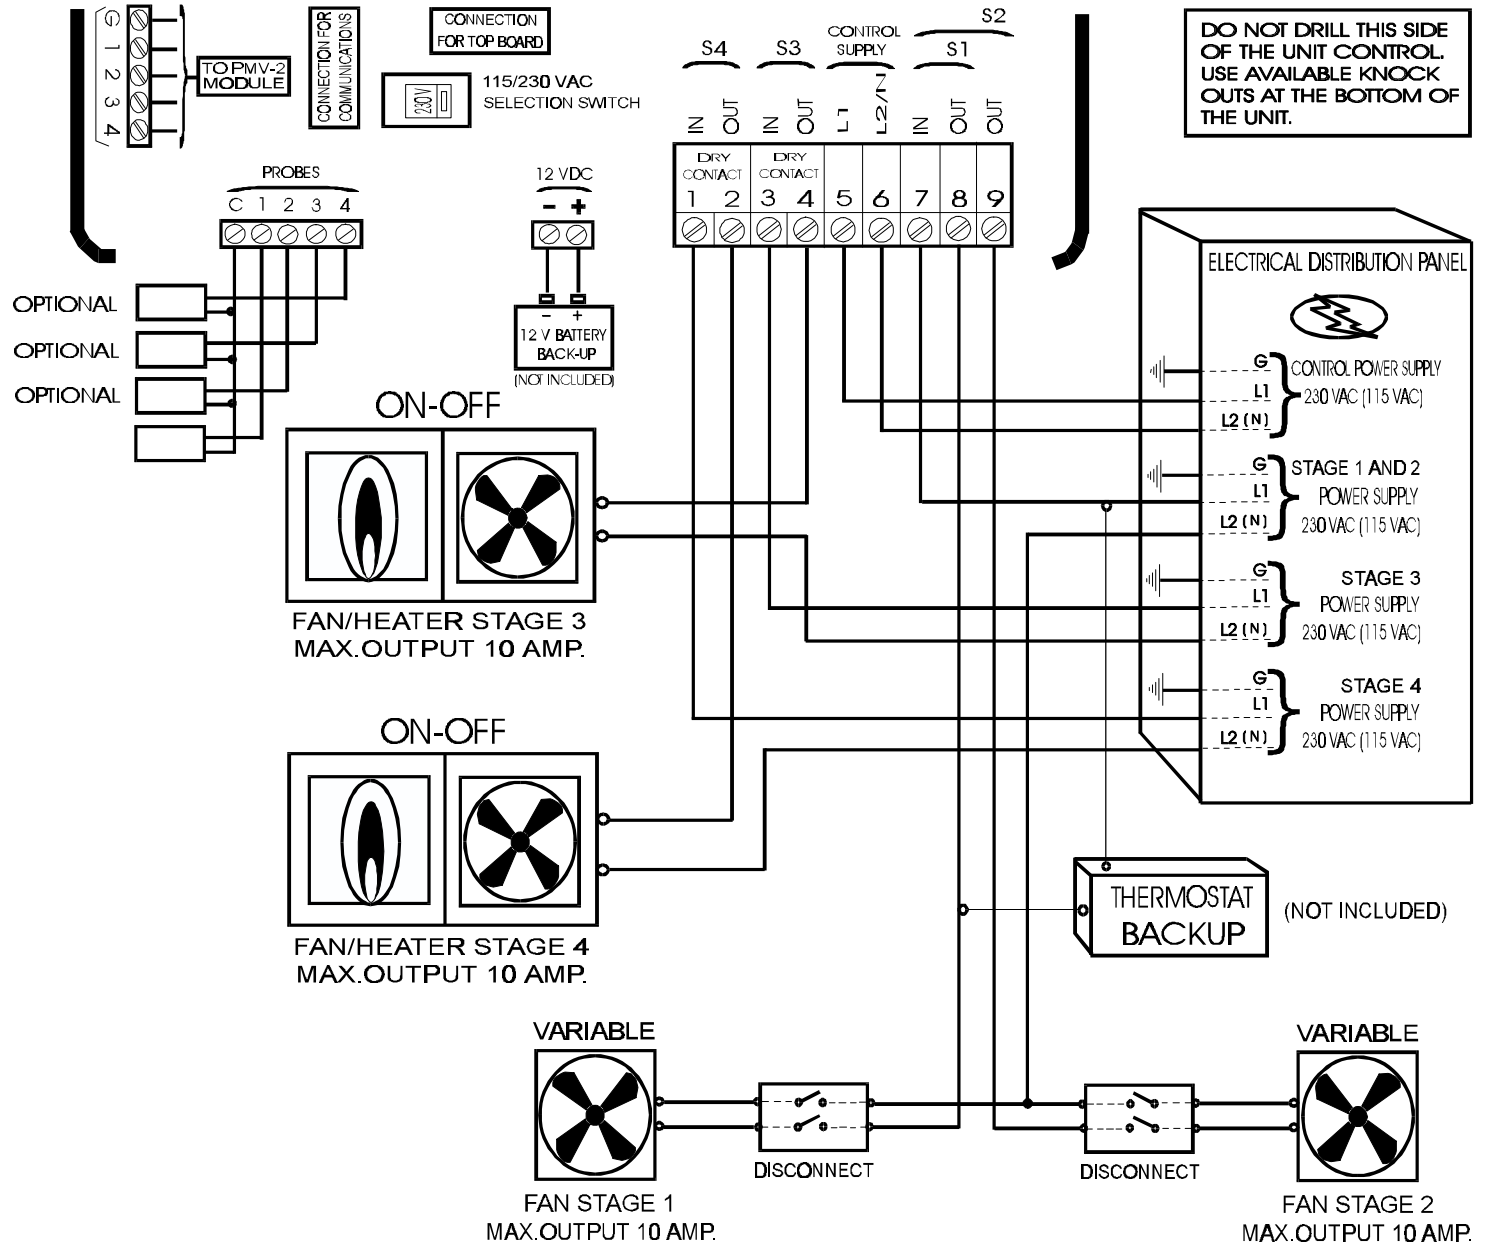 G
1
2
3
4
TO PMV-2
MODULE
CONNECTION FOR
COMMUNICATIONS
CONNECTION
FOR TOP BOARD
230V
115/230 VAC
SELECTION SWITCH
S4
S3
CONTROL
SUPPLY
S1
S2
IN
OUT
IN
OUT
L1
L2/N
IN
OUT
OUT
DRY
CONTACT
DRY
CONTACT
1 2 3 4 5 6 7 8 9
DO NOT DRILL THIS SIDE
OF THE UNIT CONTROL.
USE AVAILABLE KNOCK
OUTS AT THE BOTTOM OF
THE UNIT.
PROBES
C 1 2 3 4
OPTIONAL
OPTIONAL
OPTIONAL
12 VDC
- +
- +
12 V BATTERY
BACK-UP
(NOT INCLUDED)
ELECTRICAL DISTRIBUTION PANEL
G
L1
L2 (N)
CONTROL POWER SUPPLY
230 VAC (115 VAC)
G
L1
L2 (N)
STAGE 1 AND 2
POWER SUPPLY
230 VAC (115 VAC)
G
L1
L2 (N)
STAGE 3
POWER SUPPLY
230 VAC (115 VAC)
G
L1
L2 (N)
STAGE 4
POWER SUPPLY
230 VAC (115 VAC)
ON-OFF
FAN/HEATER STAGE 3
MAX.OUTPUT 10 AMP.
ON-OFF
FAN/HEATER STAGE 4
MAX.OUTPUT 10 AMP.
THERMOSTAT
BACKUP
(NOT INCLUDED)
VARIABLE
FAN STAGE 1
MAX.OUTPUT 10 AMP.
DISCONNECT
DISCONNECT
VARIABLE
FAN STAGE 2
MAX.OUTPUT 10 AMP.